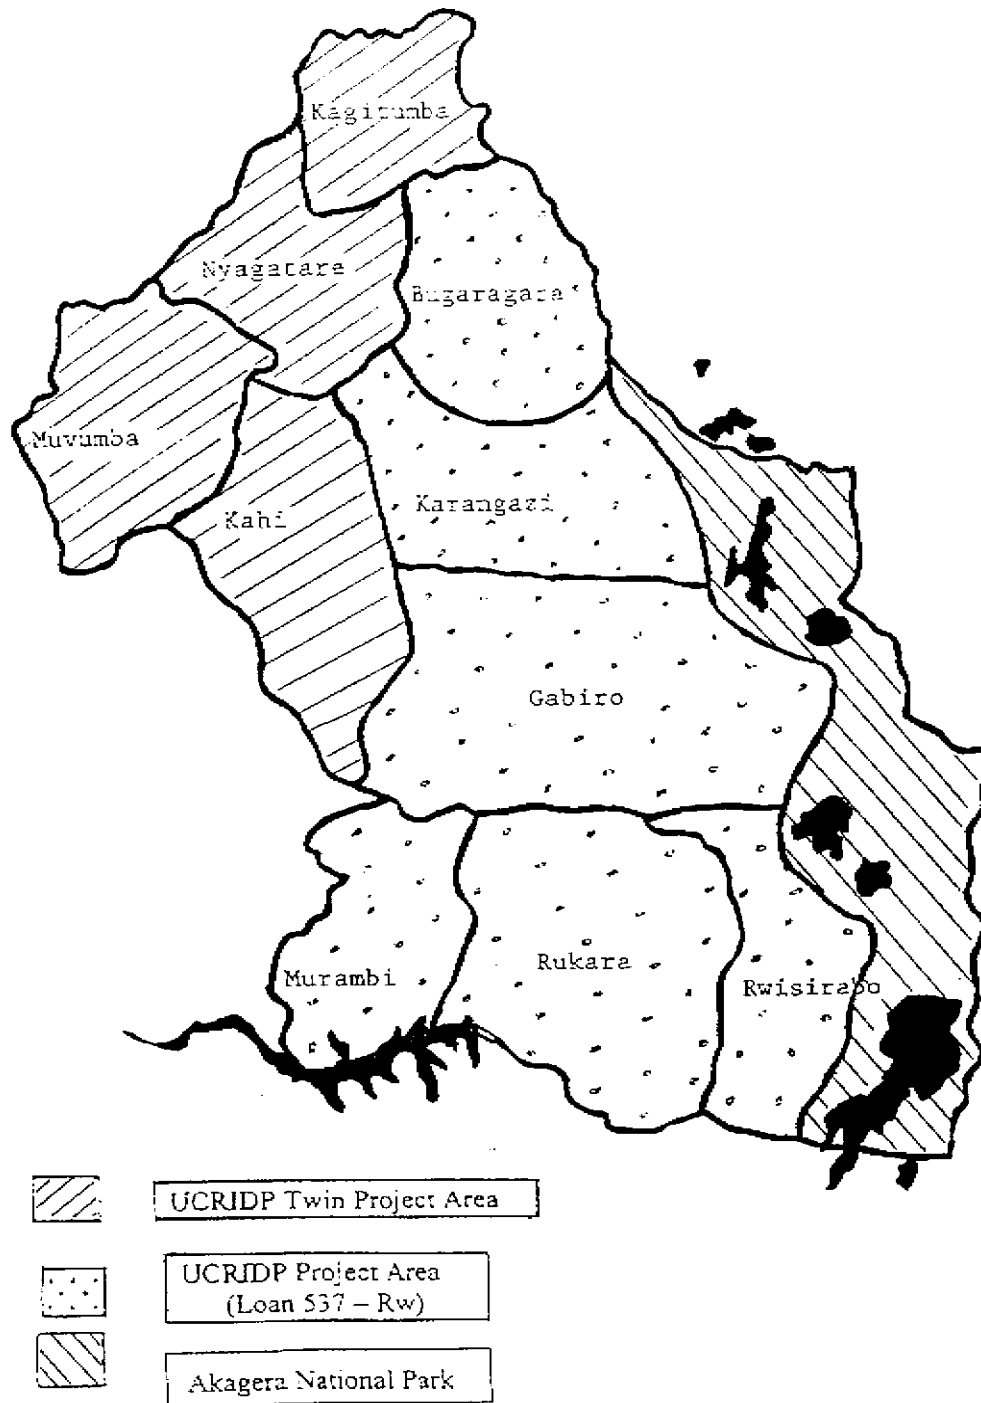 Kagitumba
Nyagatare
Bugaragara
Muvumba
Kahi
Karangazi
Gabiro
Murambi
Rukara
Rwisirabo
UCRIDP Twin Project Area
UCRIDP Project Area
(Loan 537 – Rw)
Akagera National Park